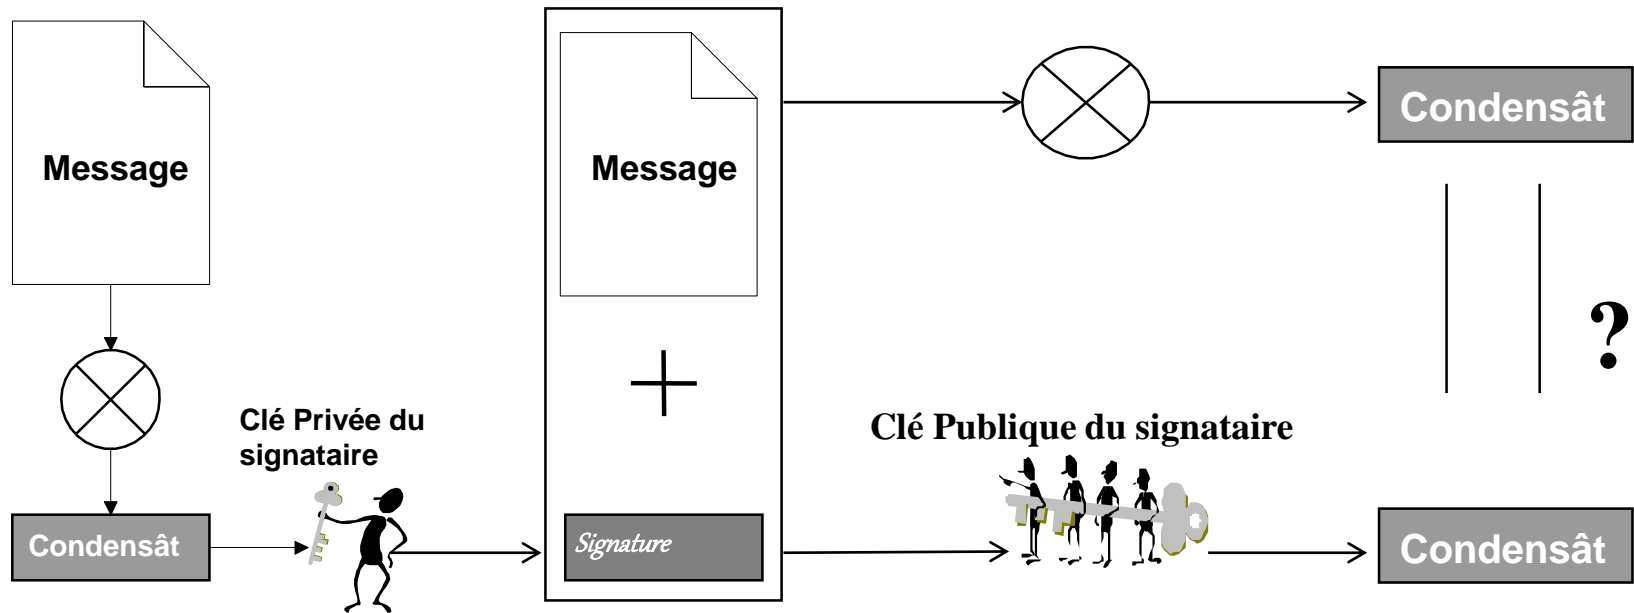 Message
Message
Condensât
?
Clé Privée du
signataire
Clé Publique du signataire
Condensât
Signature
Condensât